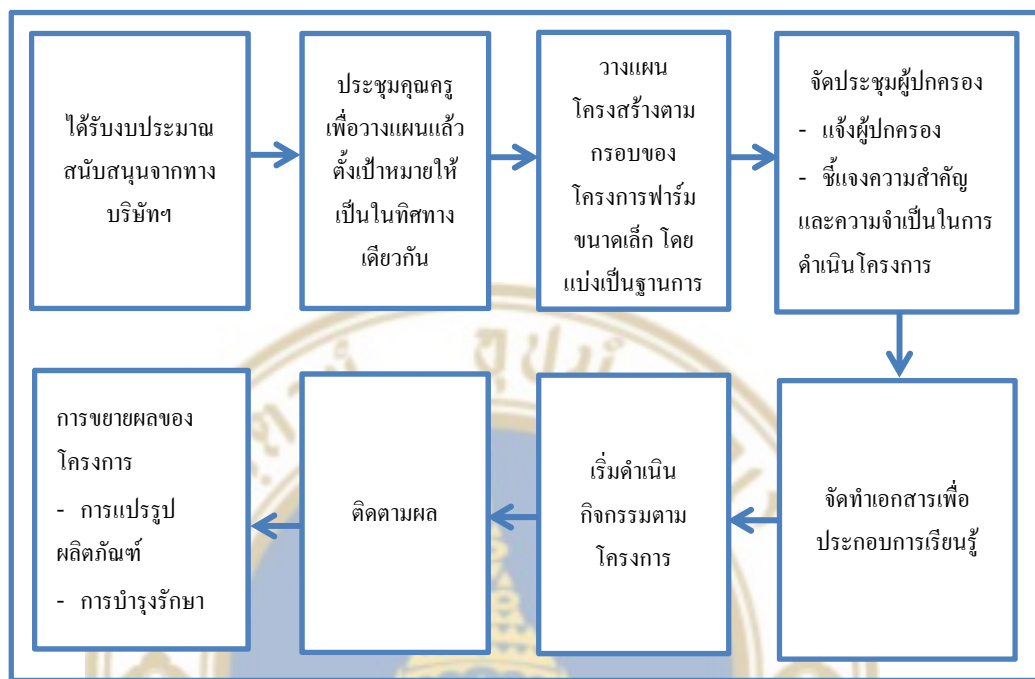 ได้รับงบประมาณ
สนับสนุนจากทาง
บริษัทฯ
ประชุมคุณครู
เพื่อวางแผนแล้ว
ตั้งเป้าหมายให้
เป็นในทิศทาง
เดียวกัน
วางแผน
โครงสร้างตาม
กรอบของ
โครงการฟาร์ม
ขนาดเล็ก โดย
แบ่งเป็นฐานการ
จัดประชุมผู้ปกครอง
- แจ้งผู้ปกครอง
- ชี้แจงความสำคัญ
และความจำเป็นในการ
ดำเนินโครงการ
จัดทำเอกสารเพื่อ
ประกอบการเรียนรู้
เริ่มดำเนิน
กิจกรรมตาม
โครงการ
ติดตามผล
การขยายผลของ
โครงการ
- การแปรรูป
ผลิตภัณฑ์
- การบำรุงรักษา